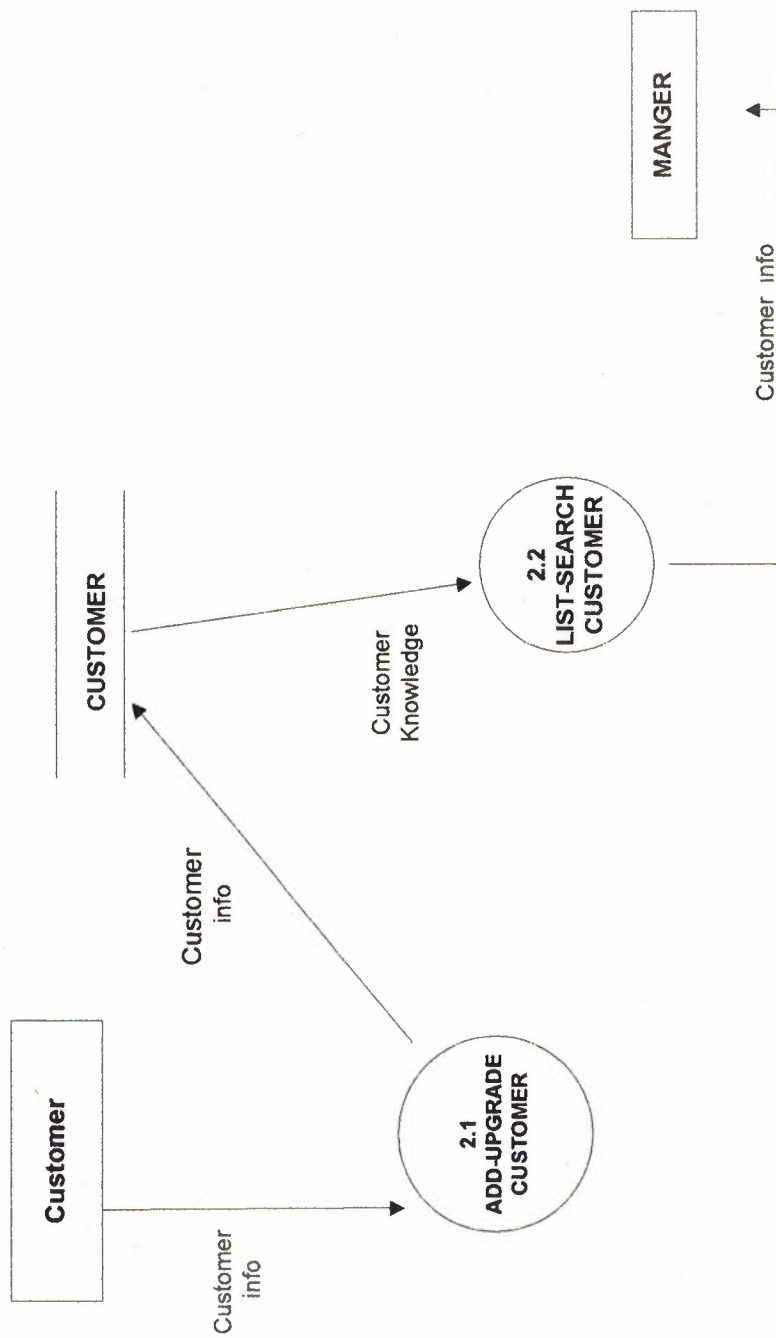 Customer
Customer
info
2.1
ADD-UPGRADE
CUSTOMER
Customer
info
CUSTOMER
Customer
Knowledge
2.2
LIST-SEARCH
CUSTOMER
Customer info
MANGER